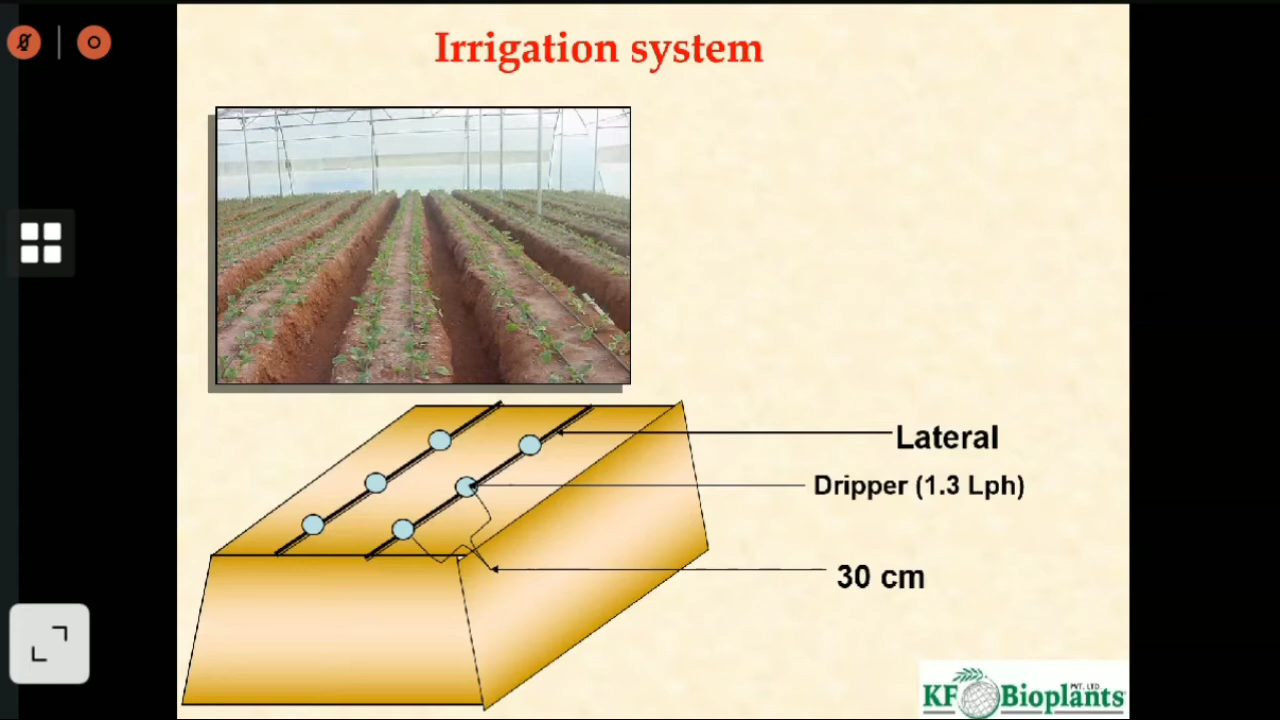 Irrigation system
Lateral
Dripper (1.3 Lph)
30 cm
KF Bioplants PVT. LTD.